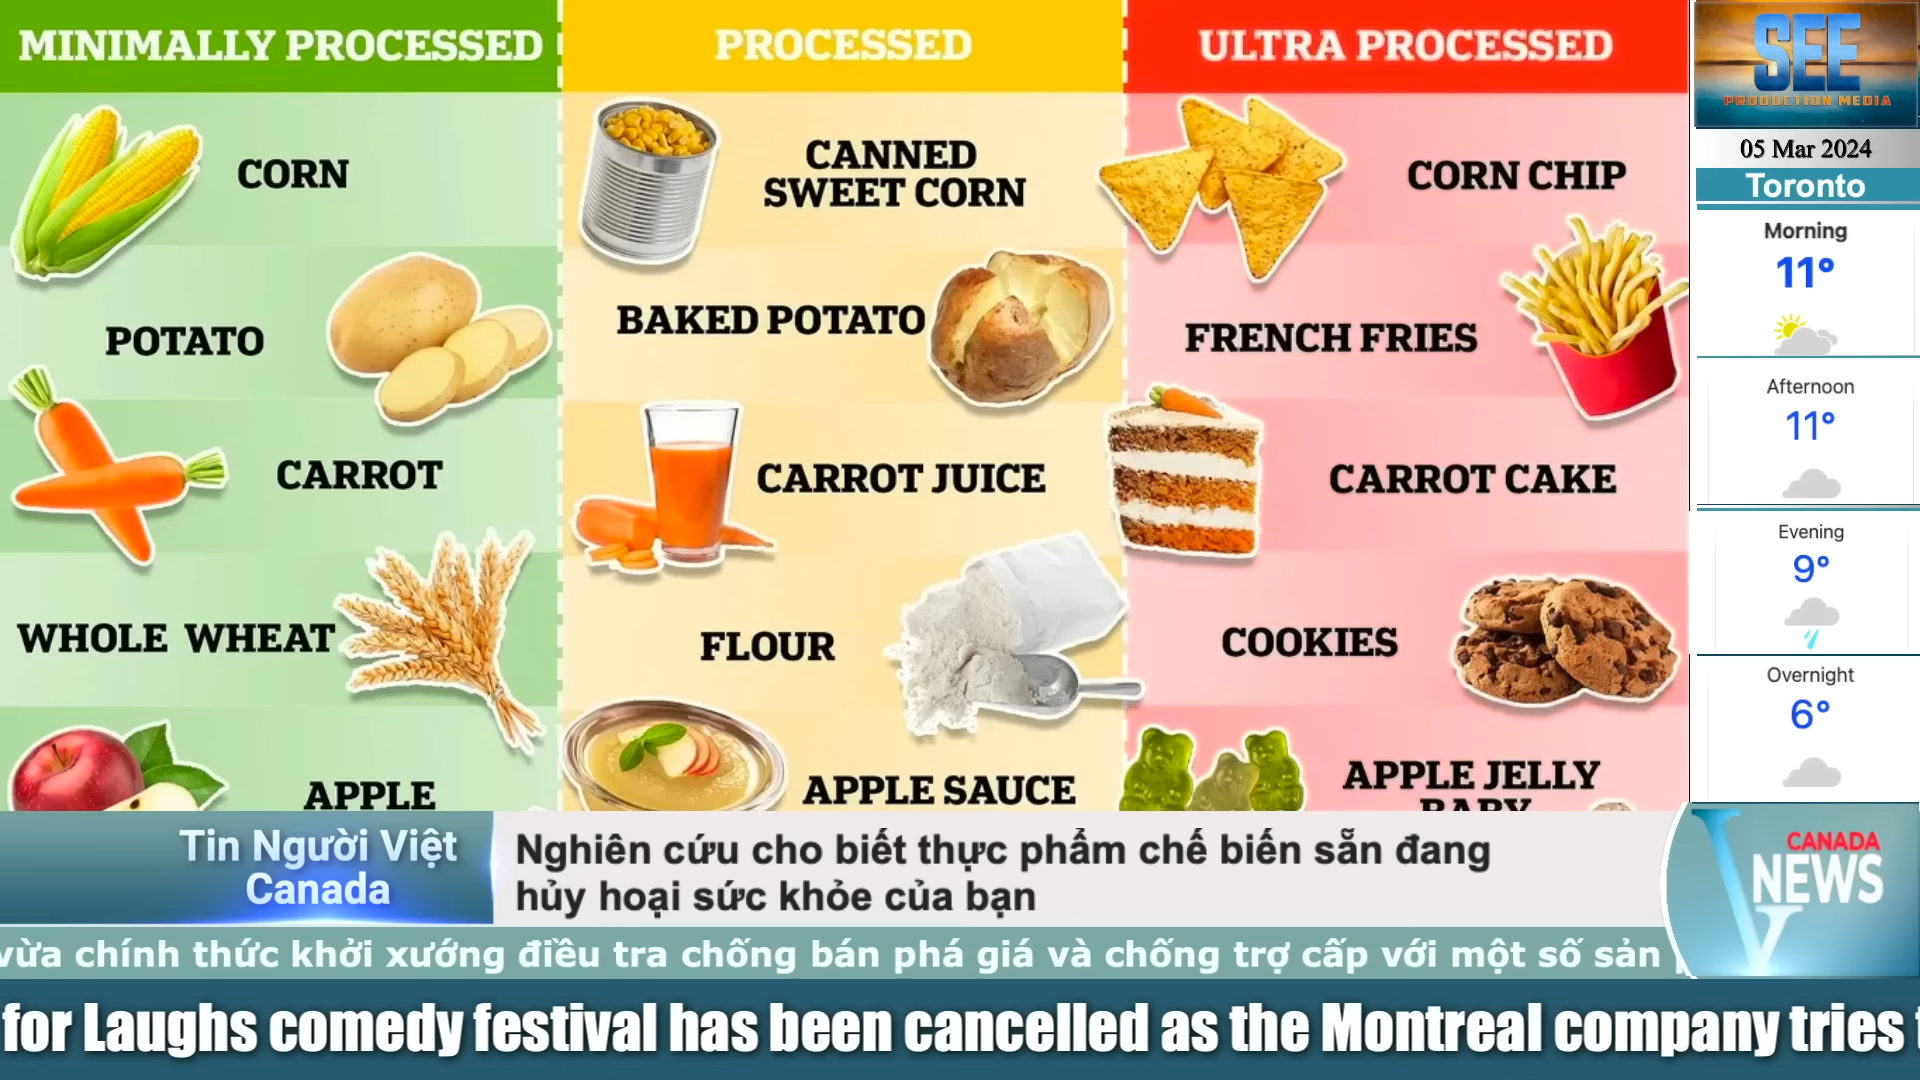 MINIMALLY PROCESSED
PROCESSED
ULTRA PROCESSED
CORN
CANNED
SWEET CORN
CORN CHIP
POTATO
BAKED POTATO
FRENCH FRIES
CARROT
CARROT JUICE
CARROT CAKE
WHOLE WHEAT
FLOUR
COOKIES
APPLE
APPLE SAUCE
APPLE JELLY
BABY
SEE
PRODUCTION MEDIA
05 Mar 2024
Toronto
Morning
11°
Afternoon
11°
Evening
9°
Overnight
6°
Tin Người Việt
Canada
Nghiên cứu cho biết thực phẩm chế biến sẵn đang
hủy hoại sức khỏe của bạn
CANADA
V NEWS
vừa chính thức khởi xướng điều tra chống bán phá giá và chống trợ cấp với một số sản
for Laughs comedy festival has been cancelled as the Montreal company tries